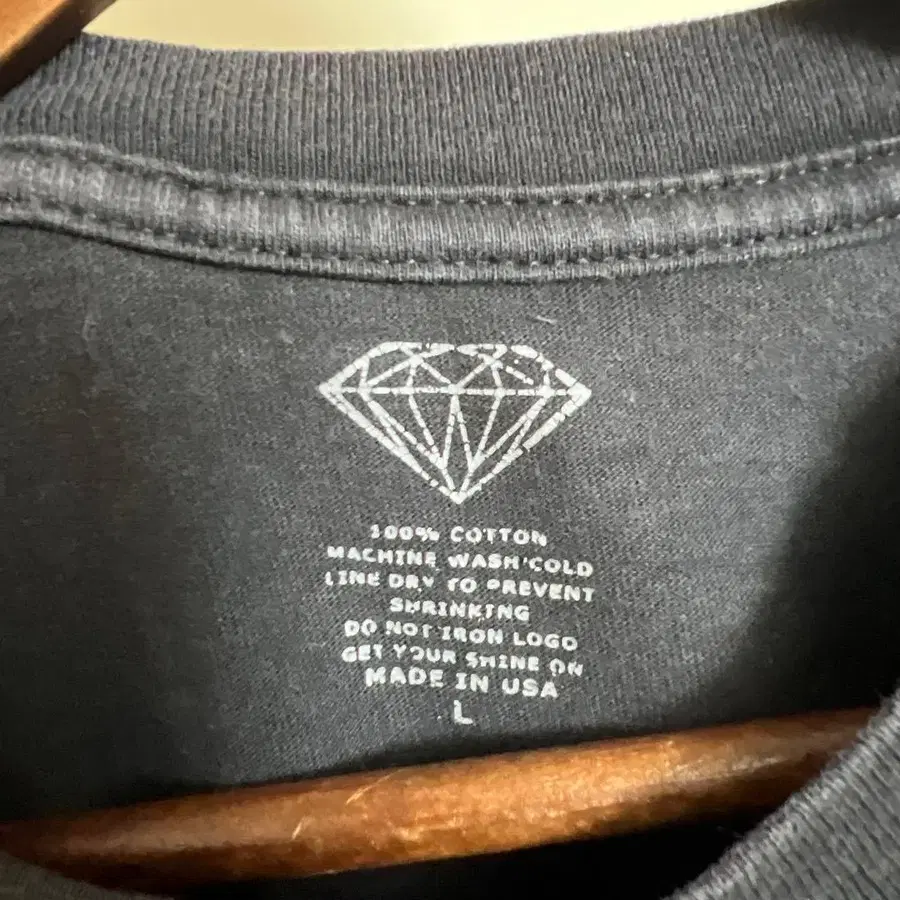 100% COTTON
MACHINE WASH COLD
LINE DRY TO PREVENT
SHRINKING
DO NOT IRON LOGO
GET YOUR SHINE ON
MADE IN USA
L